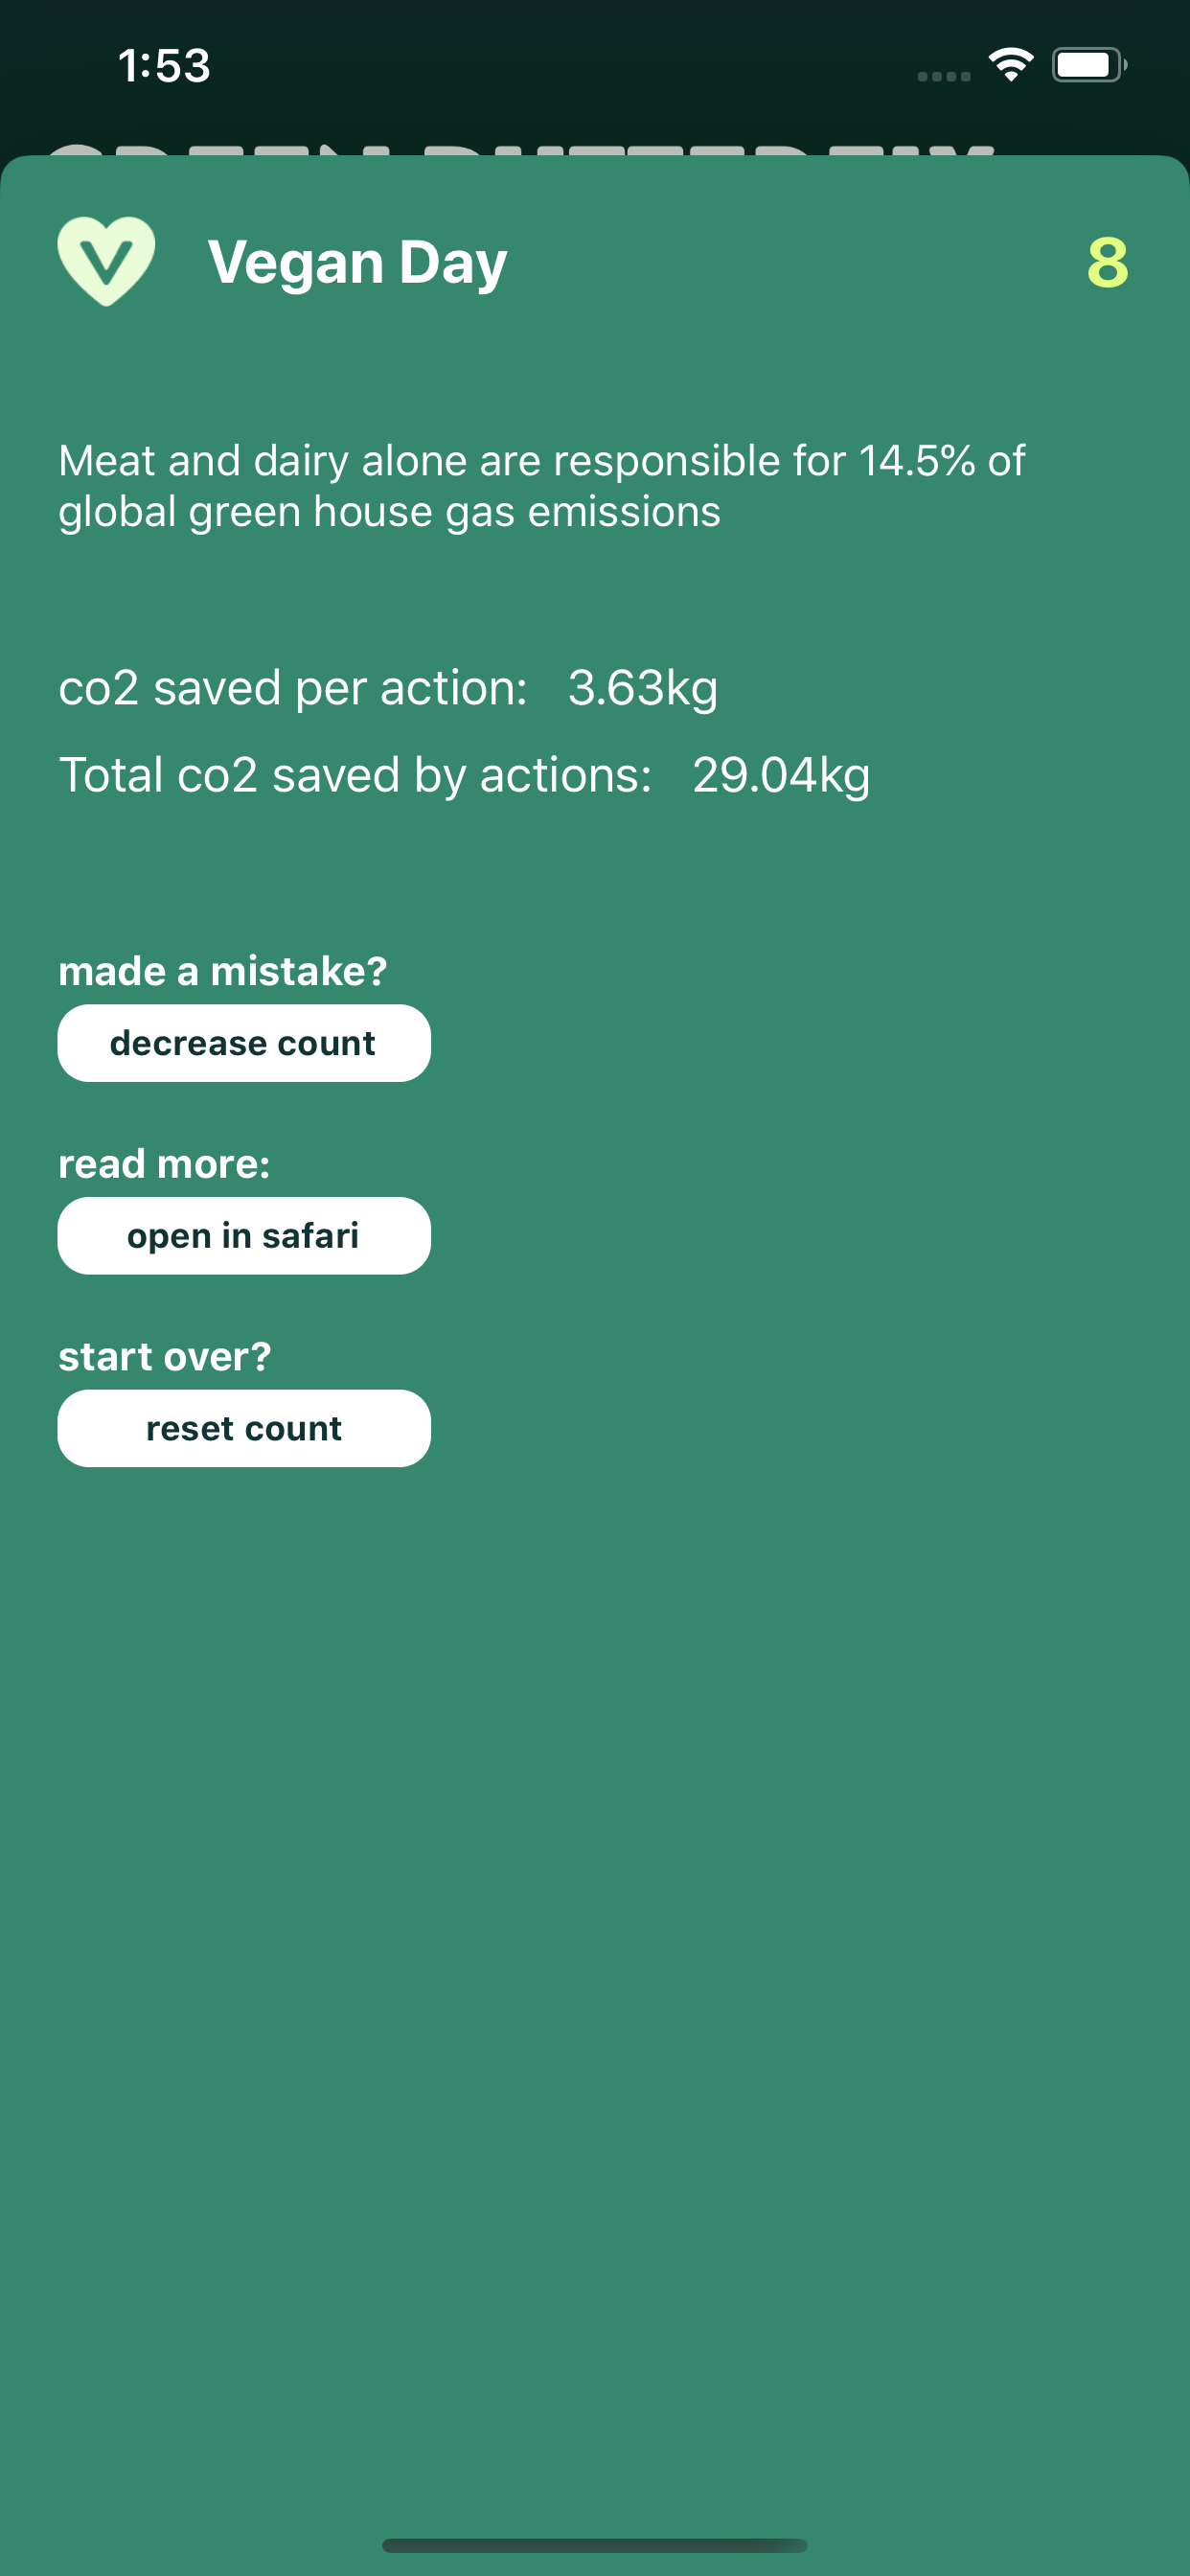 1:53
V Vegan Day 8
Meat and dairy alone are responsible for 14.5% of
global green house gas emissions
co2 saved per action: 3.63kg
Total co2 saved by actions: 29.04kg
made a mistake?
decrease count
read more:
open in safari
start over?
reset count